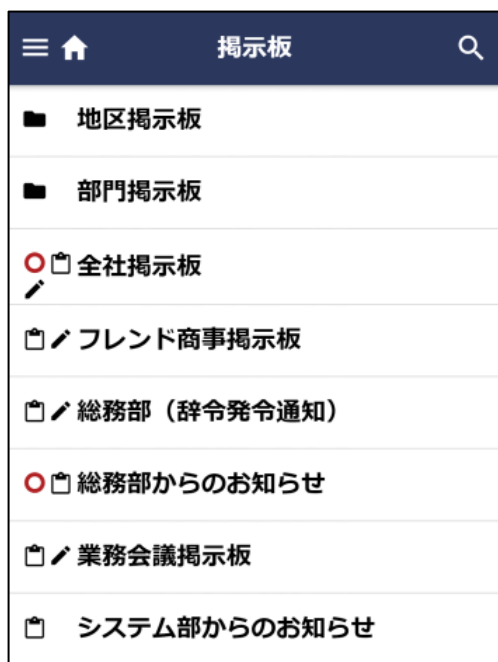 掲示板
地区掲示板
部門掲示板
全社掲示板
フレンド商事掲示板
総務部（辞令発令通知）
総務部からのお知らせ
業務会議掲示板
システム部からのお知らせ